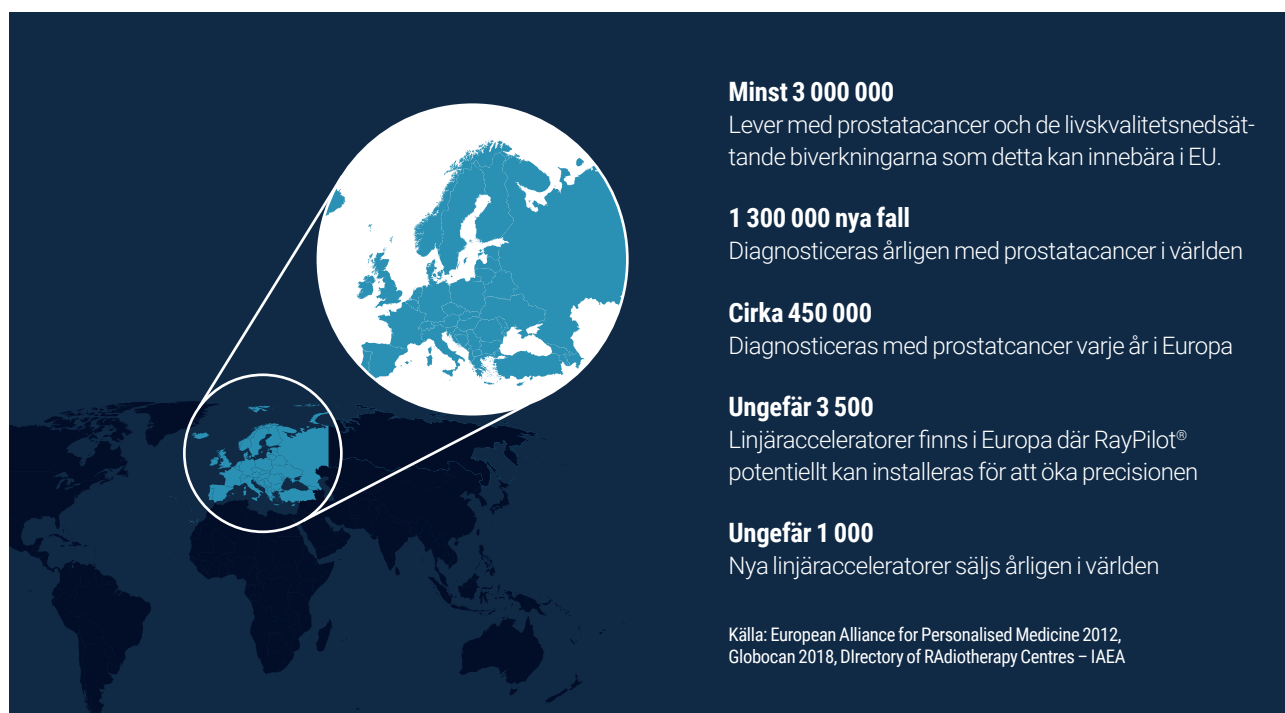 Minst 3 000 000
Lever med prostatacancer och de livskvalitetsnedsät-
tande biverkningarna som detta kan innebära i EU.
1 300 000 nya fall
Diagnosticeras årligen med prostatacancer i världen
Cirka 450 000
Diagnosticeras med prostatcancer varje år i Europa
Ungefär 3 500
Linjäracceleratorer finns i Europa där RayPilot®
potentiellt kan installeras för att öka precisionen
Ungefär 1 000
Nya linjäracceleratorer säljs årligen i världen
Källa: European Alliance for Personalised Medicine 2012,
Globocan 2018, DIrectory of RAdiotherapy Centres – IAEA